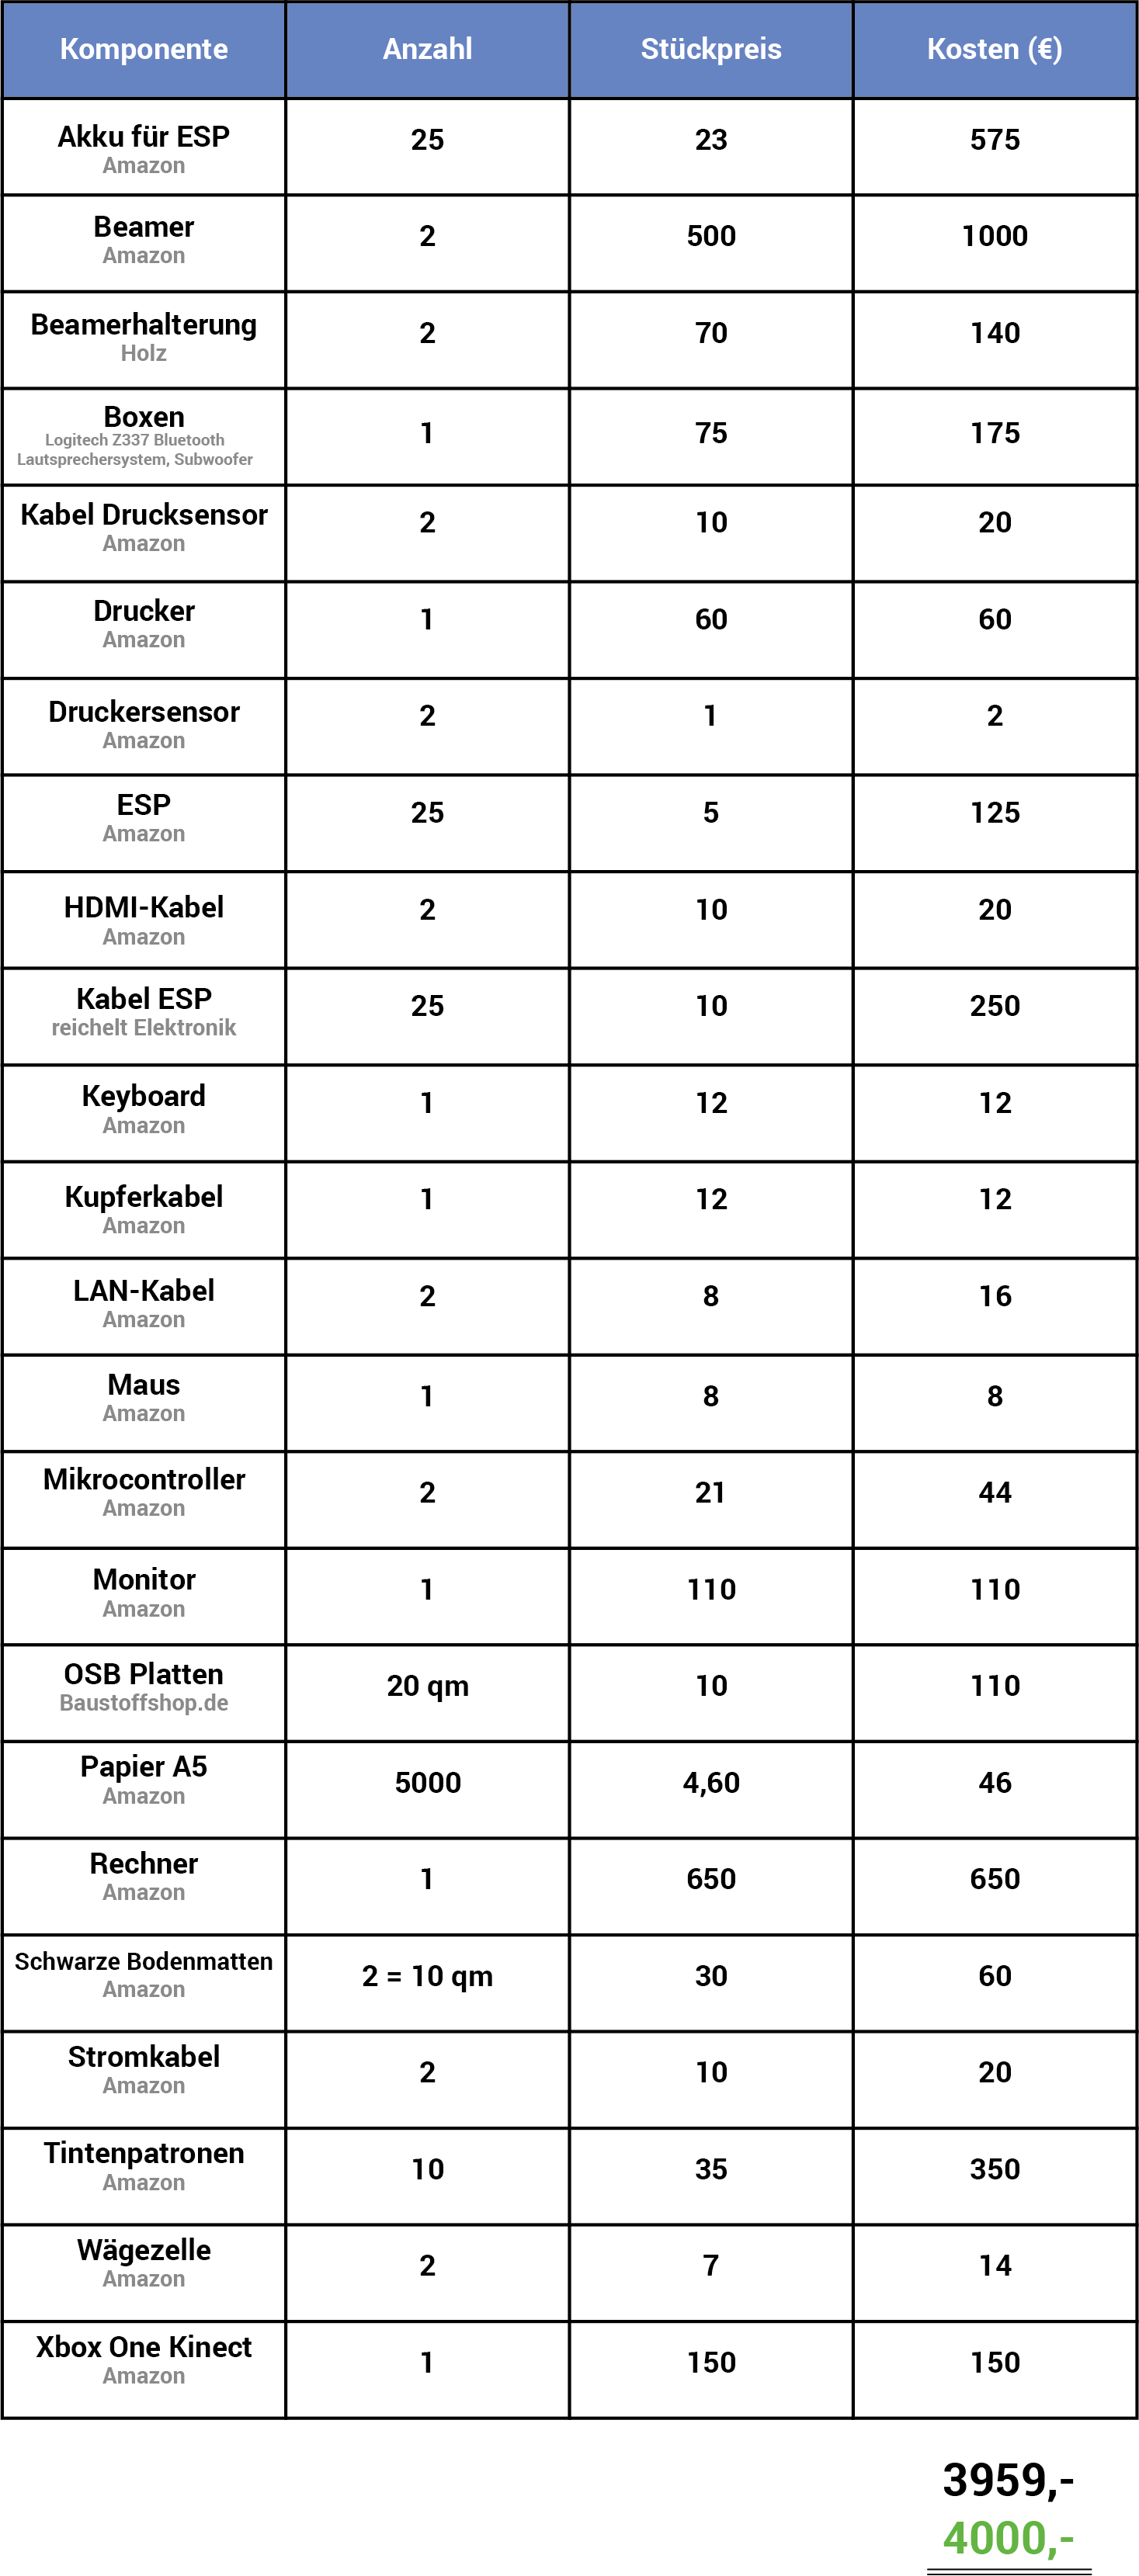 Komponente Anzahl Stückpreis Kosten (€)
Akku für ESP 25 23 575
Amazon
Beamer 2 500 1000
Amazon
Beamerhalterung 2 70 140
Holz
Boxen 1 75 175
Logitech Z337 Bluetooth
Lautsprechersystem, Subwoofer
Kabel Drucksensor 2 10 20
Amazon
Drucker 1 60 60
Amazon
Druckersensor 2 1 2
Amazon
ESP 25 5 125
Amazon
HDMI-Kabel 2 10 20
Amazon
Kabel ESP 25 10 250
reichelt Elektronik
Keyboard 1 12 12
Amazon
Kupferkabel 1 12 12
Amazon
LAN-Kabel 2 8 16
Amazon
Maus 1 8 8
Amazon
Mikrocontroller 2 21 44
Amazon
Monitor 1 110 110
Amazon
OSB Platten 20 qm 10 110
Baustoffshop.de
Papier A5 5000 4,60 46
Amazon
Rechner 1 650 650
Amazon
Schwarze Bodenmatten 2 = 10 qm 30 60
Amazon
Stromkabel 2 10 20
Amazon
Tintenpatronen 10 35 350
Amazon
Wägezelle 2 7 14
Amazon
Xbox One Kinect 1 150 150
Amazon
3959,-
4000,-